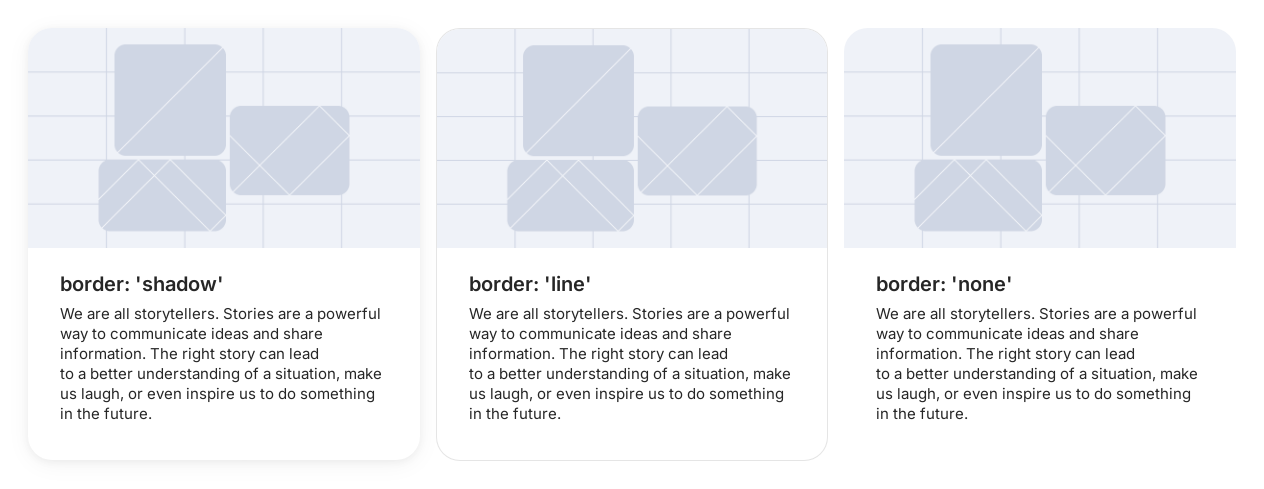 border: 'shadow'
We are all storytellers. Stories are a powerful
way to communicate ideas and share
information. The right story can lead
to a better understanding of a situation, make
us laugh, or even inspire us to do something
in the future.
border: 'line'
We are all storytellers. Stories are a powerful
way to communicate ideas and share
information. The right story can lead
to a better understanding of a situation, make
us laugh, or even inspire us to do something
in the future.
border: 'none'
We are all storytellers. Stories are a powerful
way to communicate ideas and share
information. The right story can lead
to a better understanding of a situation, make
us laugh, or even inspire us to do something
in the future.